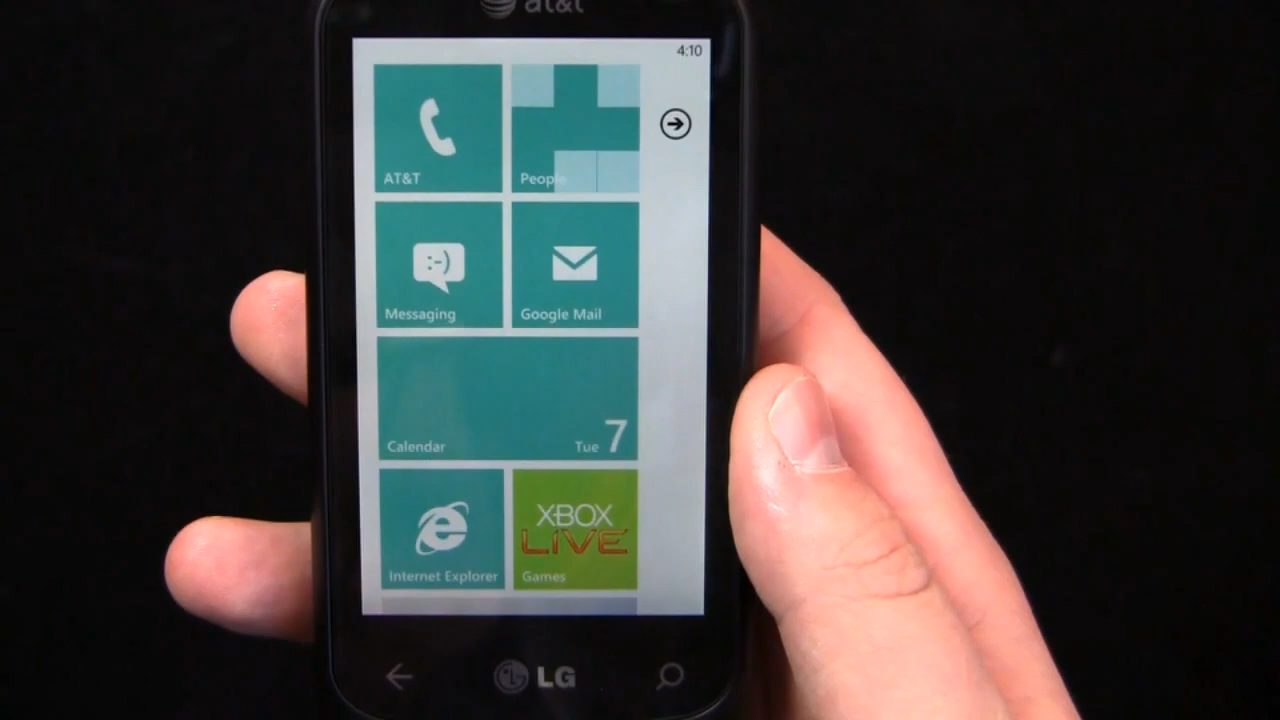 at&t
4:10
AT&T
People
:-)
Messaging
Google Mail
Calendar
Tue 7
Internet Explorer
XBOX
LIVE
Games
LG